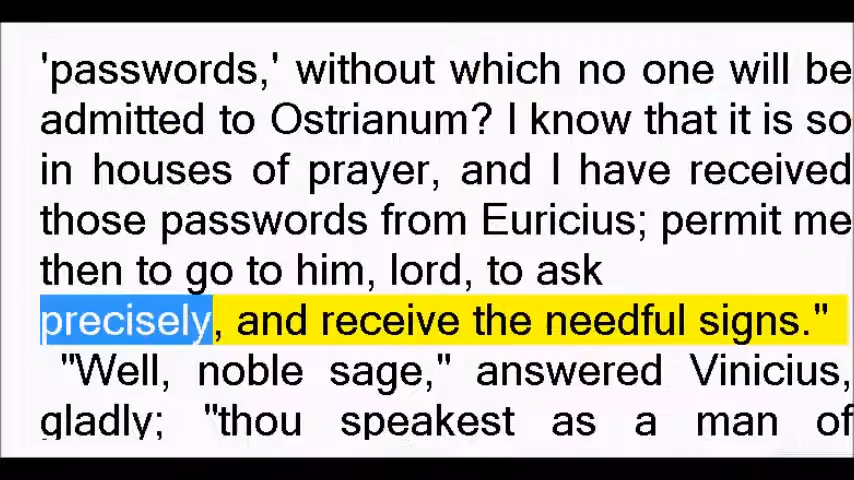 'passwords,' without which no one will be
admitted to Ostrianum? I know that it is so
in houses of prayer, and I have received
those passwords from Euricius; permit me
then to go to him, lord, to ask
precisely, and receive the needful signs."
"Well, noble sage," answered Vinicius,
gladly; "thou speakest as a man of